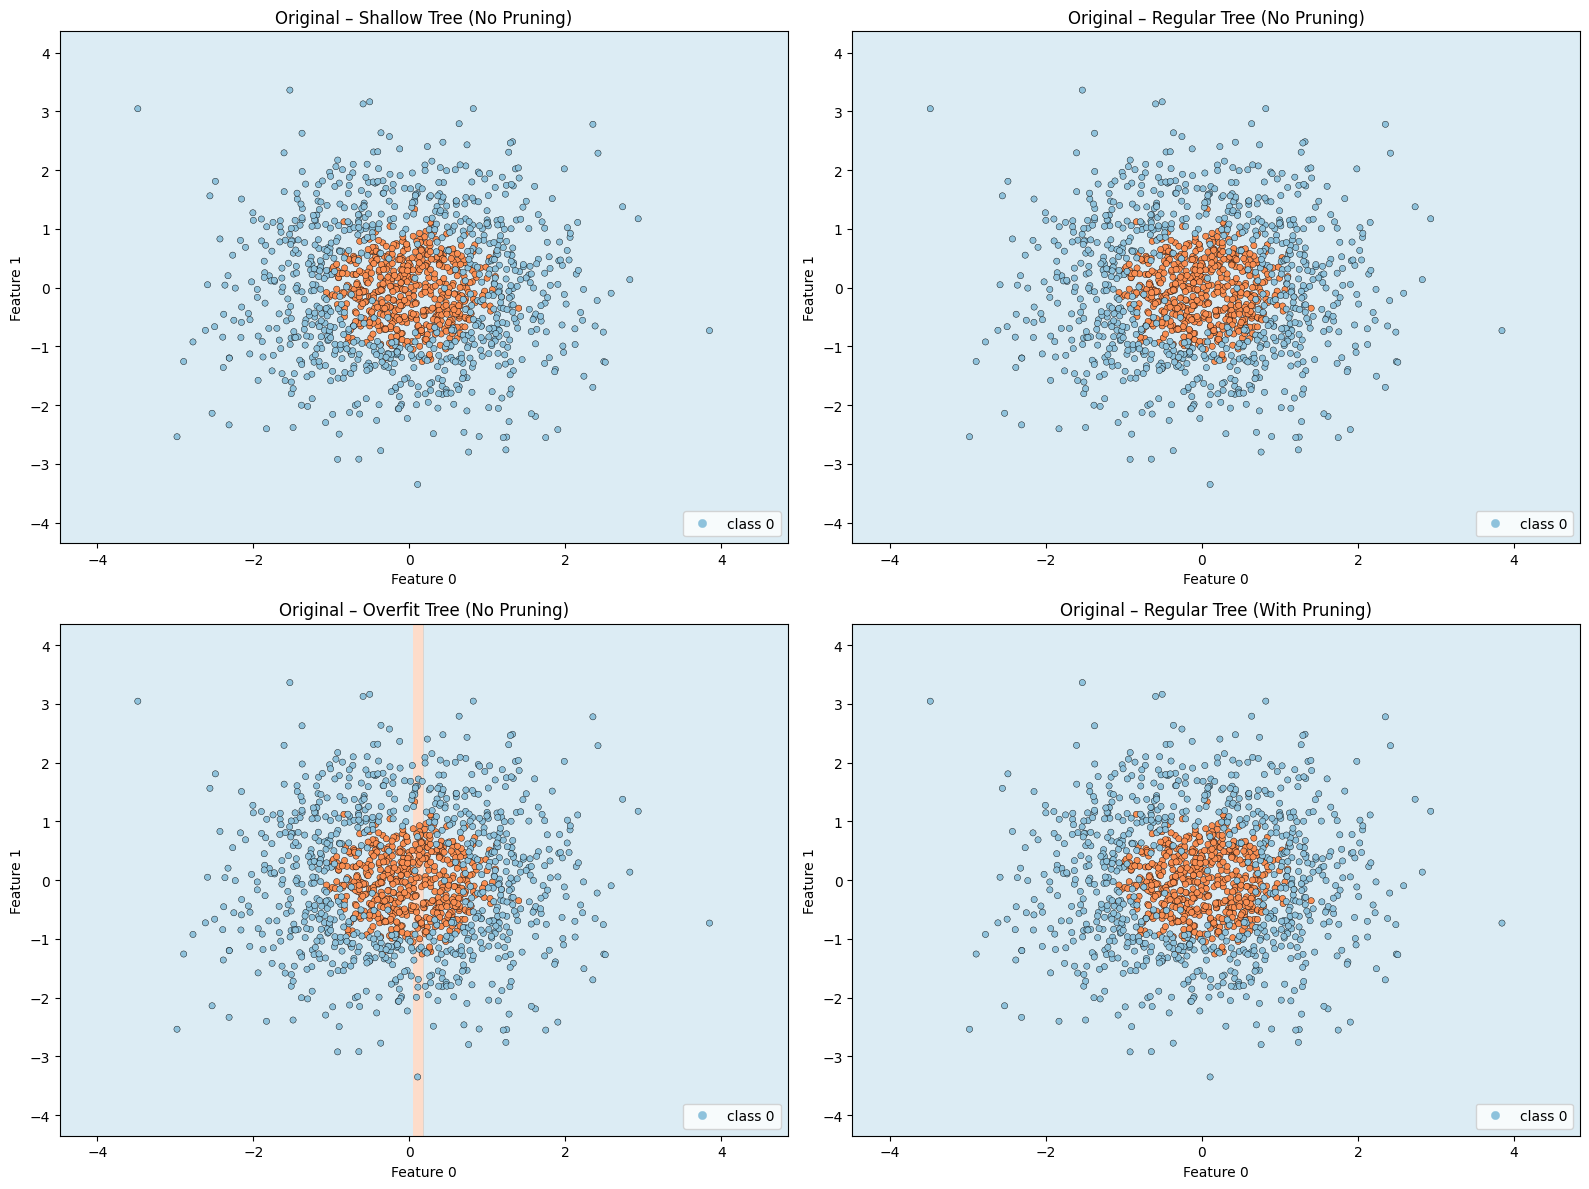 Original – Shallow Tree (No Pruning)
4
3
2
1
0
−1
−2
−3
−4
Feature 1
−4 −2 0 2 4
Feature 0
class 0
Original – Regular Tree (No Pruning)
4
3
2
1
0
−1
−2
−3
−4
Feature 1
−4 −2 0 2 4
Feature 0
class 0
Original – Overfit Tree (No Pruning)
4
3
2
1
0
−1
−2
−3
−4
Feature 1
−4 −2 0 2 4
Feature 0
class 0
Original – Regular Tree (With Pruning)
4
3
2
1
0
−1
−2
−3
−4
Feature 1
−4 −2 0 2 4
Feature 0
class 0